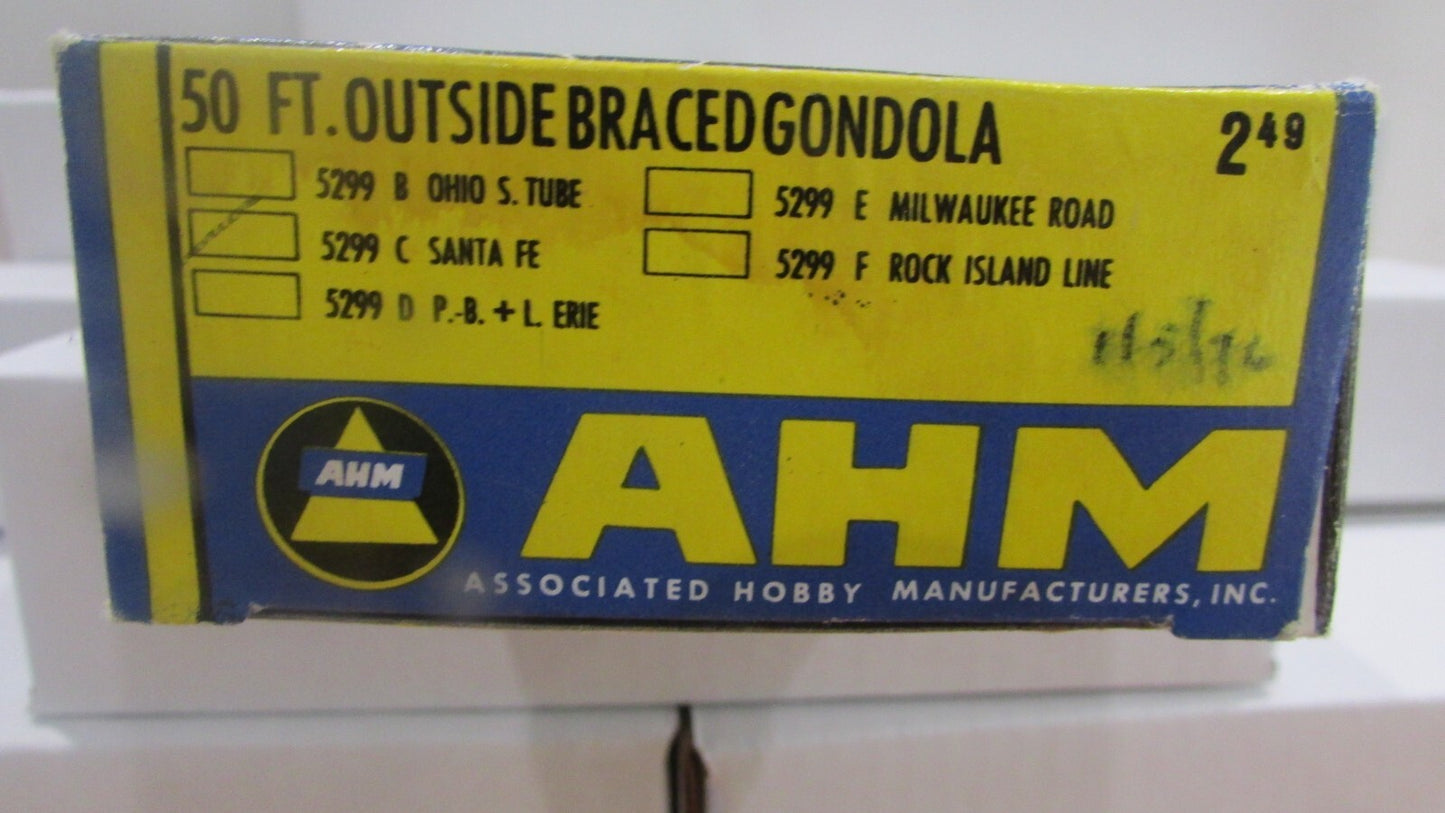 50 FT. OUTSIDE BRACED GONDOLA
2 49
5299 B OHIO S. TUBE
5299 C SANTA FE
5299 D P.-B. + L. ERIE
5299 E MILWAUKEE ROAD
5299 F ROCK ISLAND LINE
AHM
AHM
ASSOCIATED HOBBY MANUFACTURERS, INC.